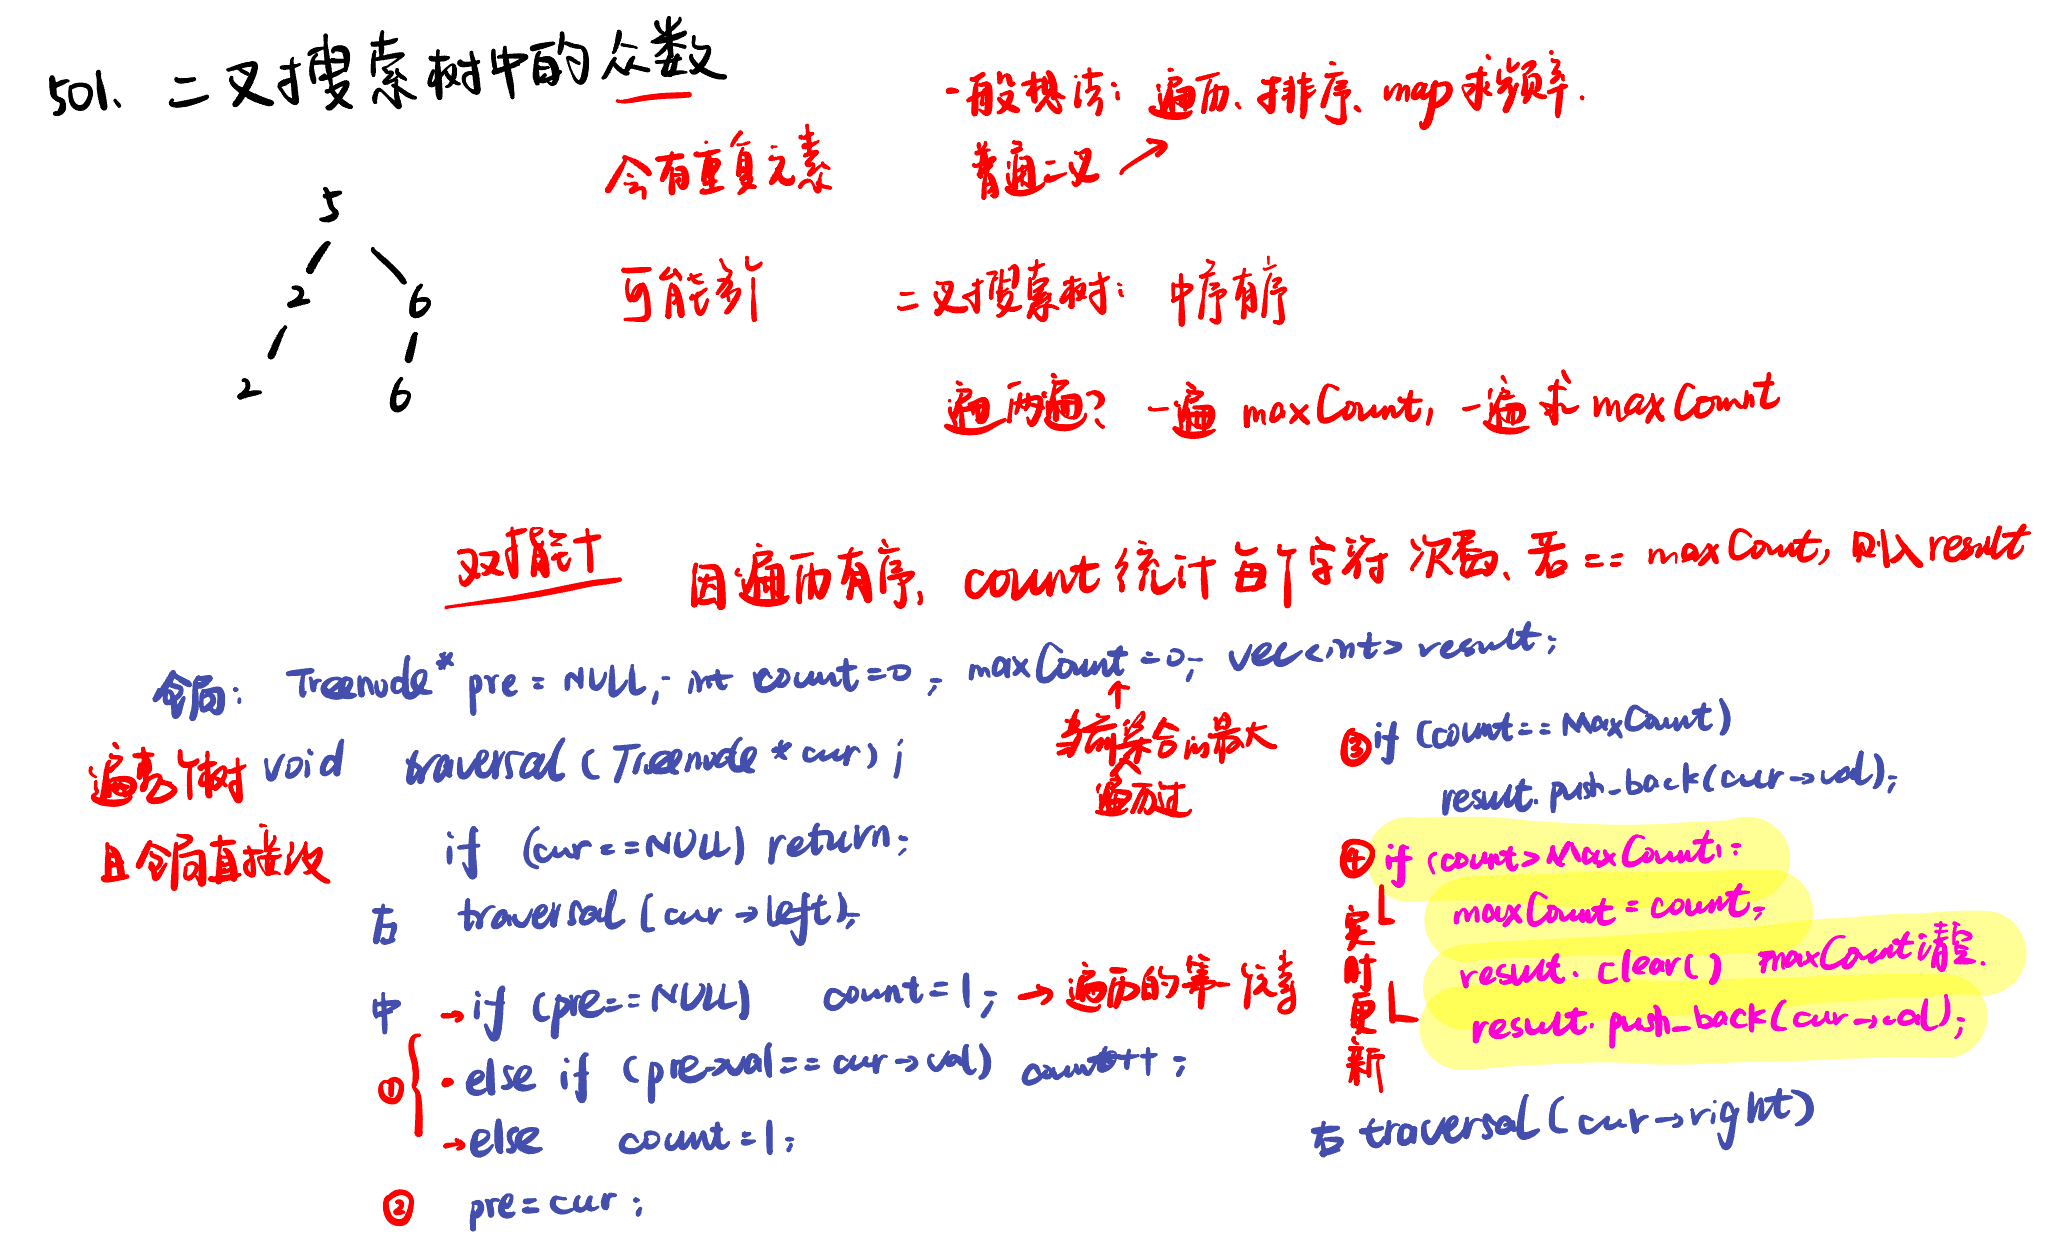 501、二叉搜索树中的众数
一般想法：遍历、排序、map求频率.
会有重复元素
普通二叉
5
2 6
2 6
可能多个
二叉搜索树：中序有序
遍两遍？一遍 maxCount，一遍求 maxCount
双指针
因遍历有序，count统计每个字符次数、若 == maxCount，则入result
全局：Treenode* pre = NULL; int count=0; maxCount=0; vec<int> result;
当前集合的最大
遍历过
遍 个树 void traversal (Treenode * cur) ;
且全局直接改
if (cur==NULL) return;
左 traversal (cur→left);
中 → if (pre==NULL) count=1; → 遍历的第一个元素
① · else if (pre→val == cur→val) count++;
→ else count=1;
② pre=cur;
③ if (count==MaxCount)
result.push_back(cur→val);
④ if (count>MaxCount):
maxCount = count;
result.clear() maxCount清空.
result.push_back(cur→val);
实时更新
右 traversal (cur→right)